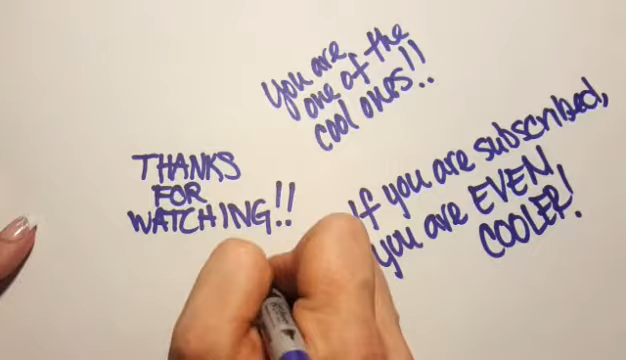 You are
one of the
cool ones!!
THANKS
FOR
WATCHING!!
If you are subscribed,
you are EVEN
COOLER!